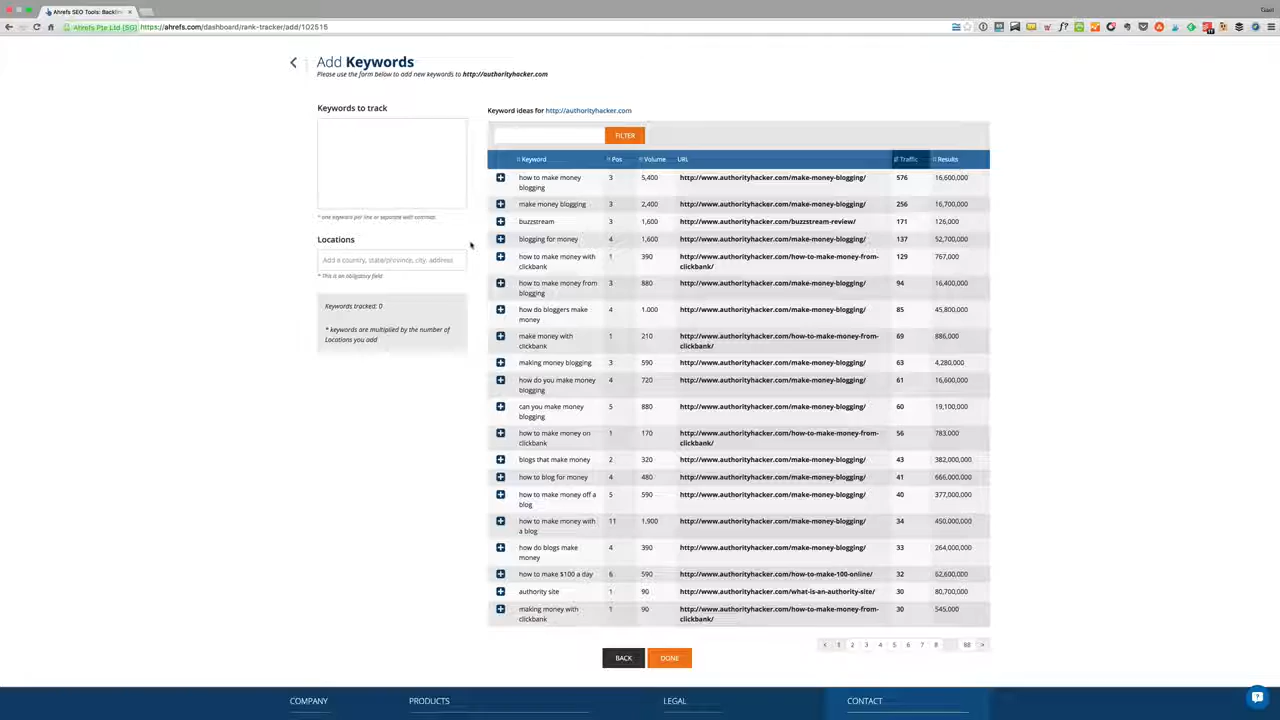 Ahrefs SEO Tools: Backlin
Gael
Ahrefs Pte Ltd [SG] https://ahrefs.com/dashboard/rank-tracker/add/102515
Add Keywords
Please use the form below to add new keywords to http://authorityhacker.com
Keywords to track
* one keyword per line or separate with commas.
Locations
Add a country, state/province, city, address
* This is an obligatory field
Keywords tracked: 0
* keywords are multiplied by the number of
Locations you add
Keyword ideas for http://authorityhacker.com
FILTER
Keyword Pos Volume URL Traffic Results
how to make money blogging 3 5,400 http://www.authorityhacker.com/make-money-blogging/ 576 16,600,000
make money blogging 3 2,400 http://www.authorityhacker.com/make-money-blogging/ 256 16,700,000
buzzstream 3 1,600 http://www.authorityhacker.com/buzzstream-review/ 171 126,000
blogging for money 4 1,600 http://www.authorityhacker.com/make-money-blogging/ 137 52,700,000
how to make money with clickbank 1 390 http://www.authorityhacker.com/how-to-make-money-from-clickbank/ 129 767,000
how to make money from blogging 3 880 http://www.authorityhacker.com/make-money-blogging/ 94 16,400,000
how do bloggers make money 4 1,000 http://www.authorityhacker.com/make-money-blogging/ 85 45,800,000
make money with clickbank 1 210 http://www.authorityhacker.com/how-to-make-money-from-clickbank/ 69 886,000
making money blogging 3 590 http://www.authorityhacker.com/make-money-blogging/ 63 4,280,000
how do you make money blogging 4 720 http://www.authorityhacker.com/make-money-blogging/ 61 16,600,000
can you make money blogging 5 880 http://www.authorityhacker.com/make-money-blogging/ 60 19,100,000
how to make money on clickbank 1 170 http://www.authorityhacker.com/how-to-make-money-from-clickbank/ 56 783,000
blogs that make money 2 320 http://www.authorityhacker.com/make-money-blogging/ 43 382,000,000
how to blog for money 4 480 http://www.authorityhacker.com/make-money-blogging/ 41 666,000,000
how to make money off a blog 5 590 http://www.authorityhacker.com/make-money-blogging/ 40 377,000,000
how to make money with a blog 11 1,900 http://www.authorityhacker.com/make-money-blogging/ 34 450,000,000
how do blogs make money 4 390 http://www.authorityhacker.com/make-money-blogging/ 33 264,000,000
how to make $100 a day 6 590 http://www.authorityhacker.com/how-to-make-100-online/ 32 62,600,000
authority site 1 90 http://www.authorityhacker.com/what-is-an-authority-site/ 30 80,700,000
making money with clickbank 1 90 http://www.authorityhacker.com/how-to-make-money-from-clickbank/ 30 545,000
< 1 2 3 4 5 6 7 8 88 >
BACK DONE
COMPANY PRODUCTS LEGAL CONTACT